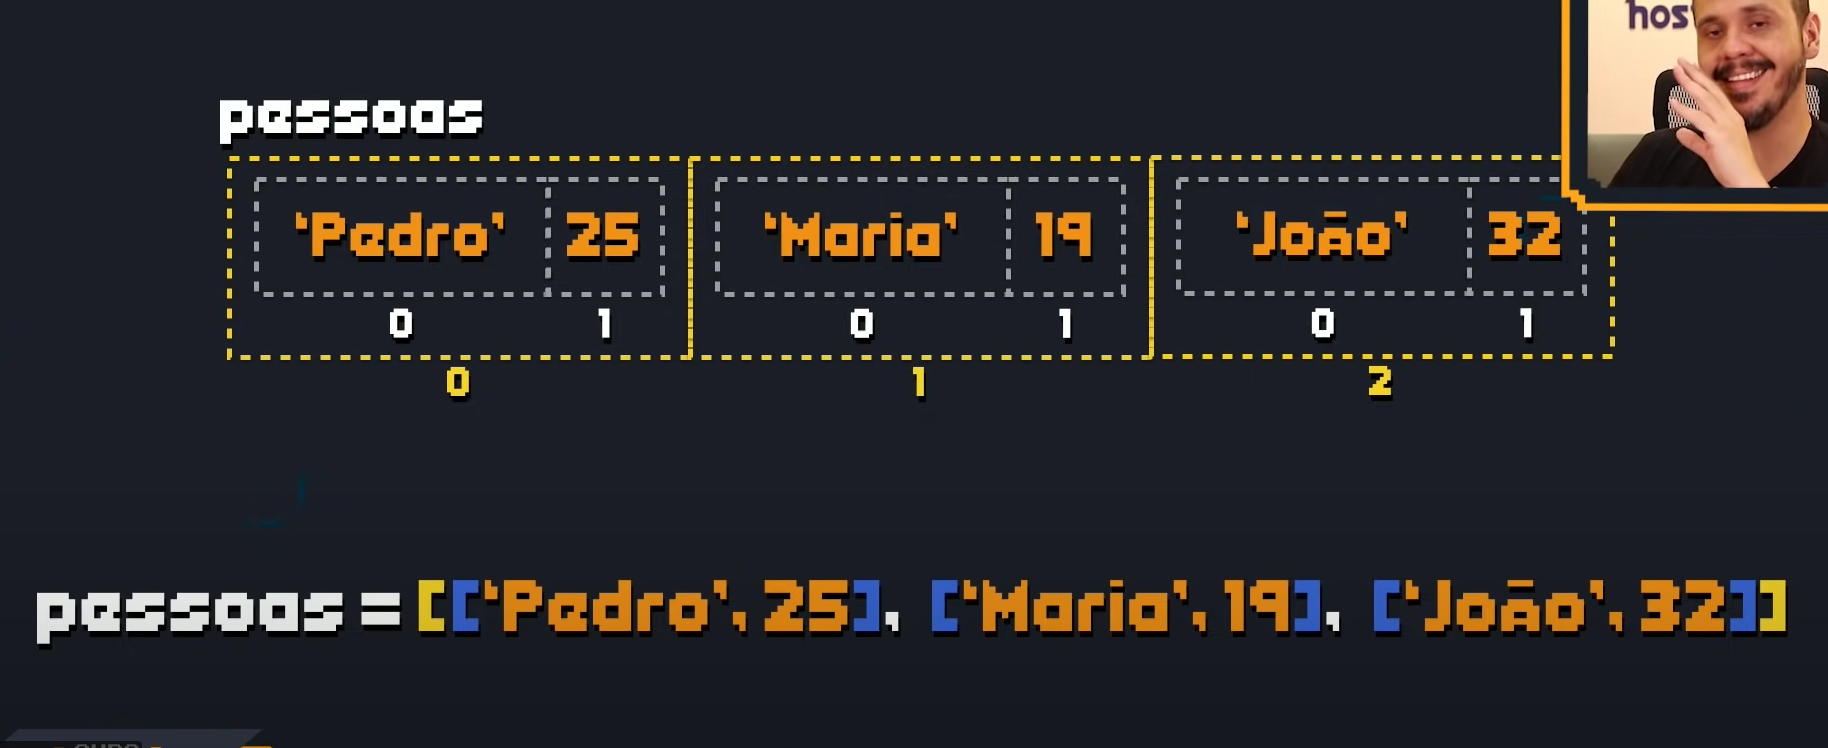 hos
pessoas
‘Pedro’ 25 ‘Maria’ 19 ‘João’ 32
0 1 0 1 0 1
0 1 2
pessoas = [[‘Pedro’, 25], [‘Maria’, 19], [‘João’, 32]]